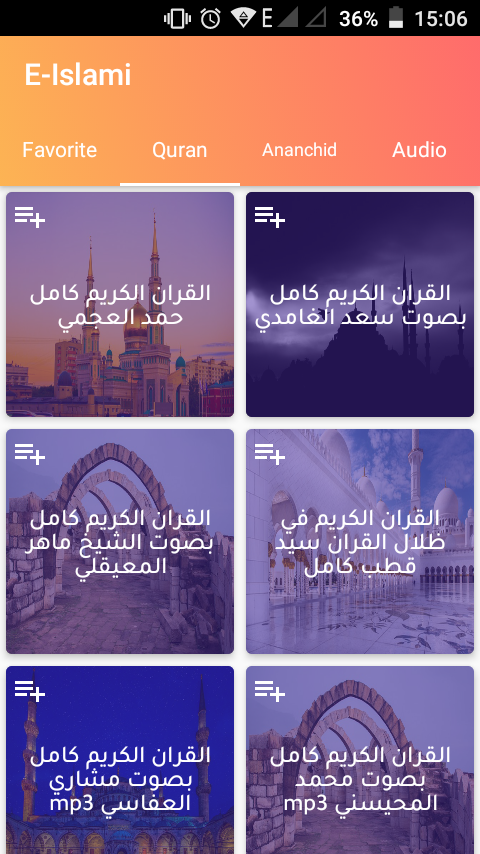 E 36% 15:06
E-Islami
Favorite Quran Ananchid Audio
القران الكريم كامل
حمد العجمي
القران الكريم كامل
بصوت سعد الغامدي
القران الكريم كامل
بصوت الشيخ ماهر
المعيقلي
القران الكريم في
ظلال القران سيد
قطب كامل
القران الكريم كامل
بصوت مشاري
العفاسي mp3
القران الكريم كامل
بصوت محمد
المحيسني mp3